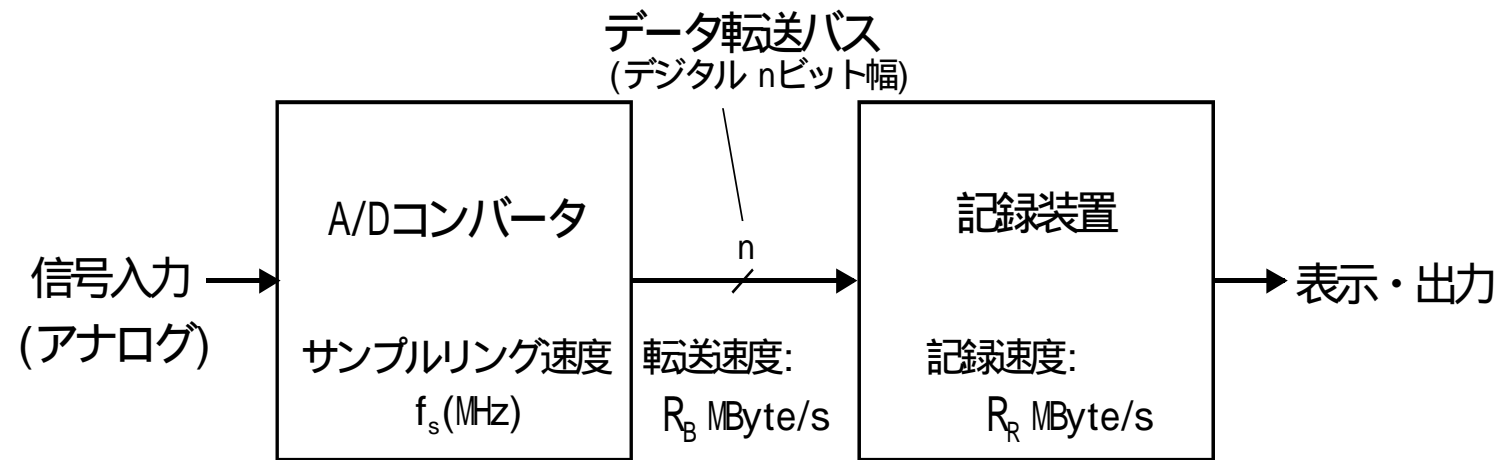 データ転送バス
(デジタル nビット幅)
信号入力
(アナログ)
A/Dコンバータ
サンプルリング速度
fs(MHz)
n
転送速度:
RB MByte/s
記録装置
記録速度:
RR MByte/s
表示・出力